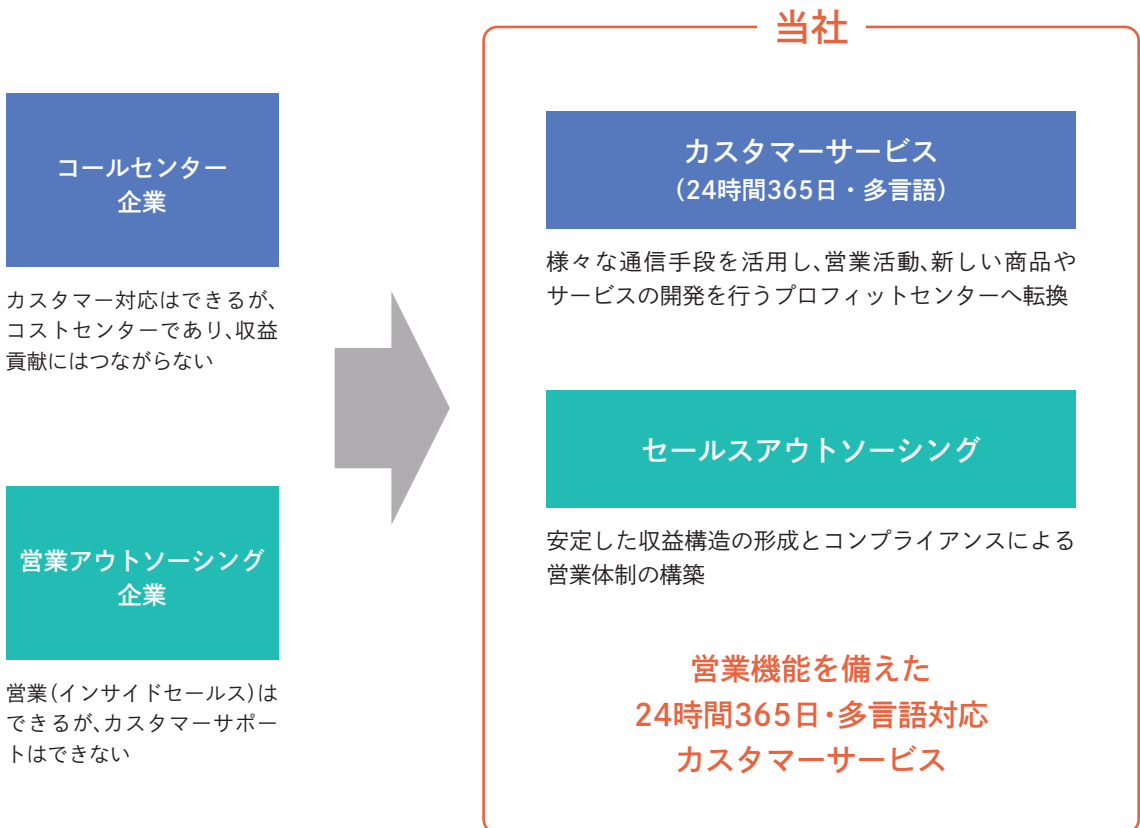 コールセンター
企業
カスタマー対応はできるが、
コストセンターであり、収益
貢献にはつながらない
営業アウトソーシング
企業
営業(インサイドセールス)は
できるが、カスタマーサポー
トはできない
当社
カスタマーサービス
(24時間365日・多言語)
様々な通信手段を活用し、営業活動、新しい商品や
サービスの開発を行うプロフィットセンターへ転換
セールスアウトソーシング
安定した収益構造の形成とコンプライアンスによる
営業体制の構築
営業機能を備えた
24時間365日・多言語対応
カスタマーサービス